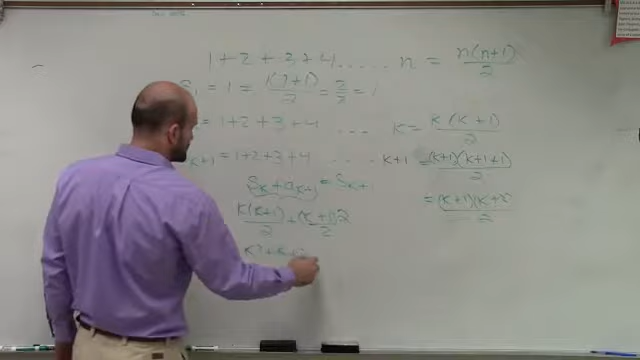 1 + 2 + 3 + 4 ..... n = n(n+1)/2
S1 = 1 = 1(1+1)/2 = 2/2 = 1
= 1+2+3+4 ... k = k(k+1)/2
k+1 = 1+2+3+4 ... k+1 = (k+1)(k+1+1)/2
Sk + ak+1 = Sk+1
= (k+1)(k+2)/2
k(k+1)/2 + (k+1)2/2
k² + k +